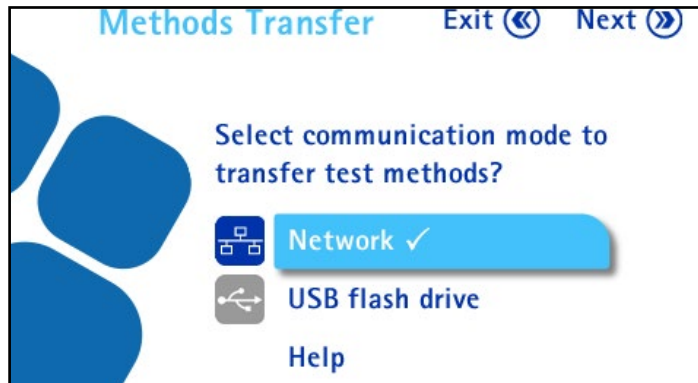 Methods Transfer Exit Next
Select communication mode to
transfer test methods?
Network ✓
USB flash drive
Help